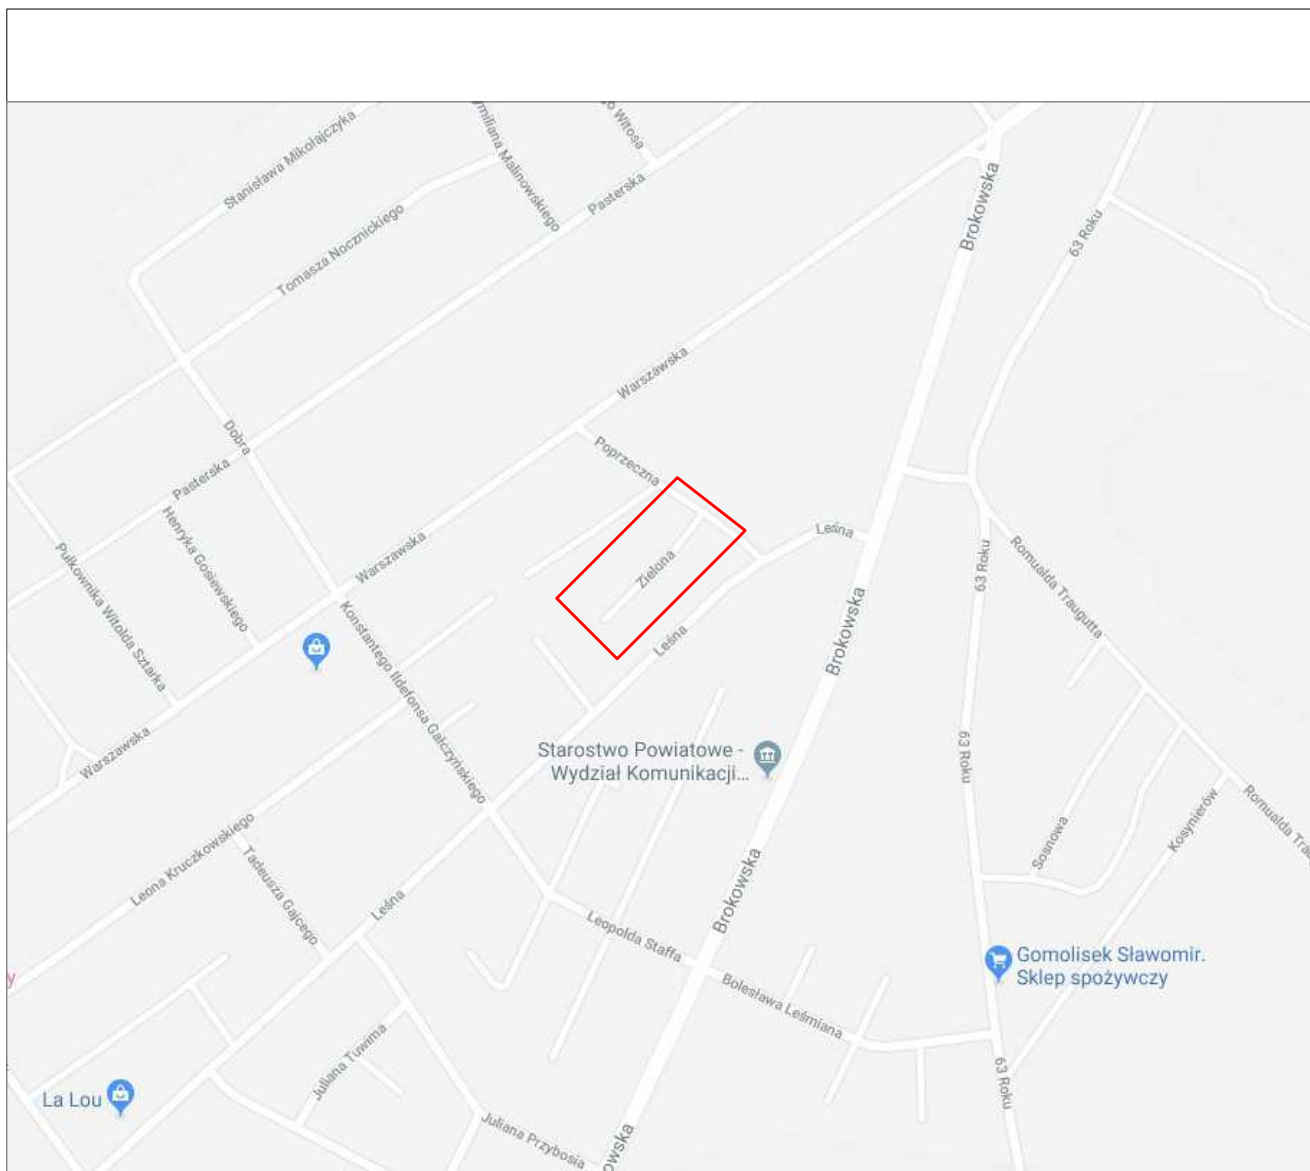 Stanisława Mikołajczyka
ymiliana Malinowskiego
o Witosa
Pasterska
Tomasza Nocznickiego
Brokowska
63 Roku
Warszawska
Dobra
Poprzeczna
Pasterska
Henryka Gosiewskiego
Pułkownika Witolda Sztarka
Warszawska
Zielona
Leśna
Leśna
63 Roku
Romualda Traugutta
Konstantego Ildefonsa Gałczyńskiego
Brokowska
Warszawska
Starostwo Powiatowe -
Wydział Komunikacji...
63 Roku
Sosnowa
Kosynierów
Romualda Trau
Leona Kruczkowskiego
Tadeusza Gajcego
Leśna
Brokowska
Leopolda Staffa
Bolesława Leśmiana
Gomolisek Sławomir.
Sklep spożywczy
y
Juliana Tuwima
63 Roku
La Lou
Juliana Przybosia
owska